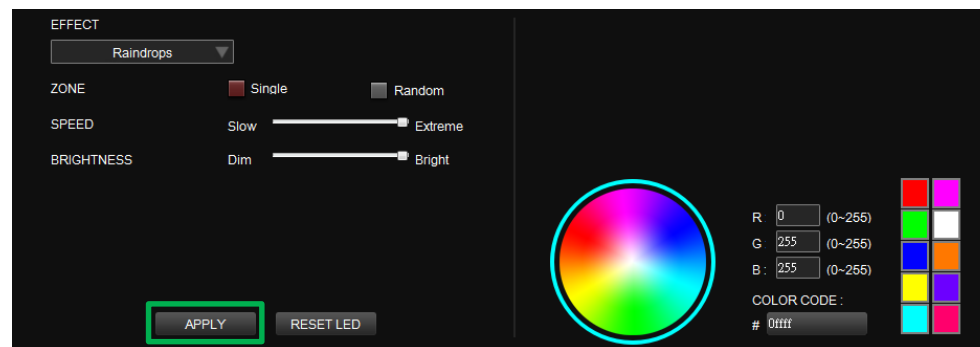 EFFECT
Raindrops
ZONE Single Random
SPEED Slow Extreme
BRIGHTNESS Dim Bright
APPLY RESET LED
R 0 (0~255)
G 255 (0~255)
B : 255 (0~255)
COLOR CODE :
# 0ffff